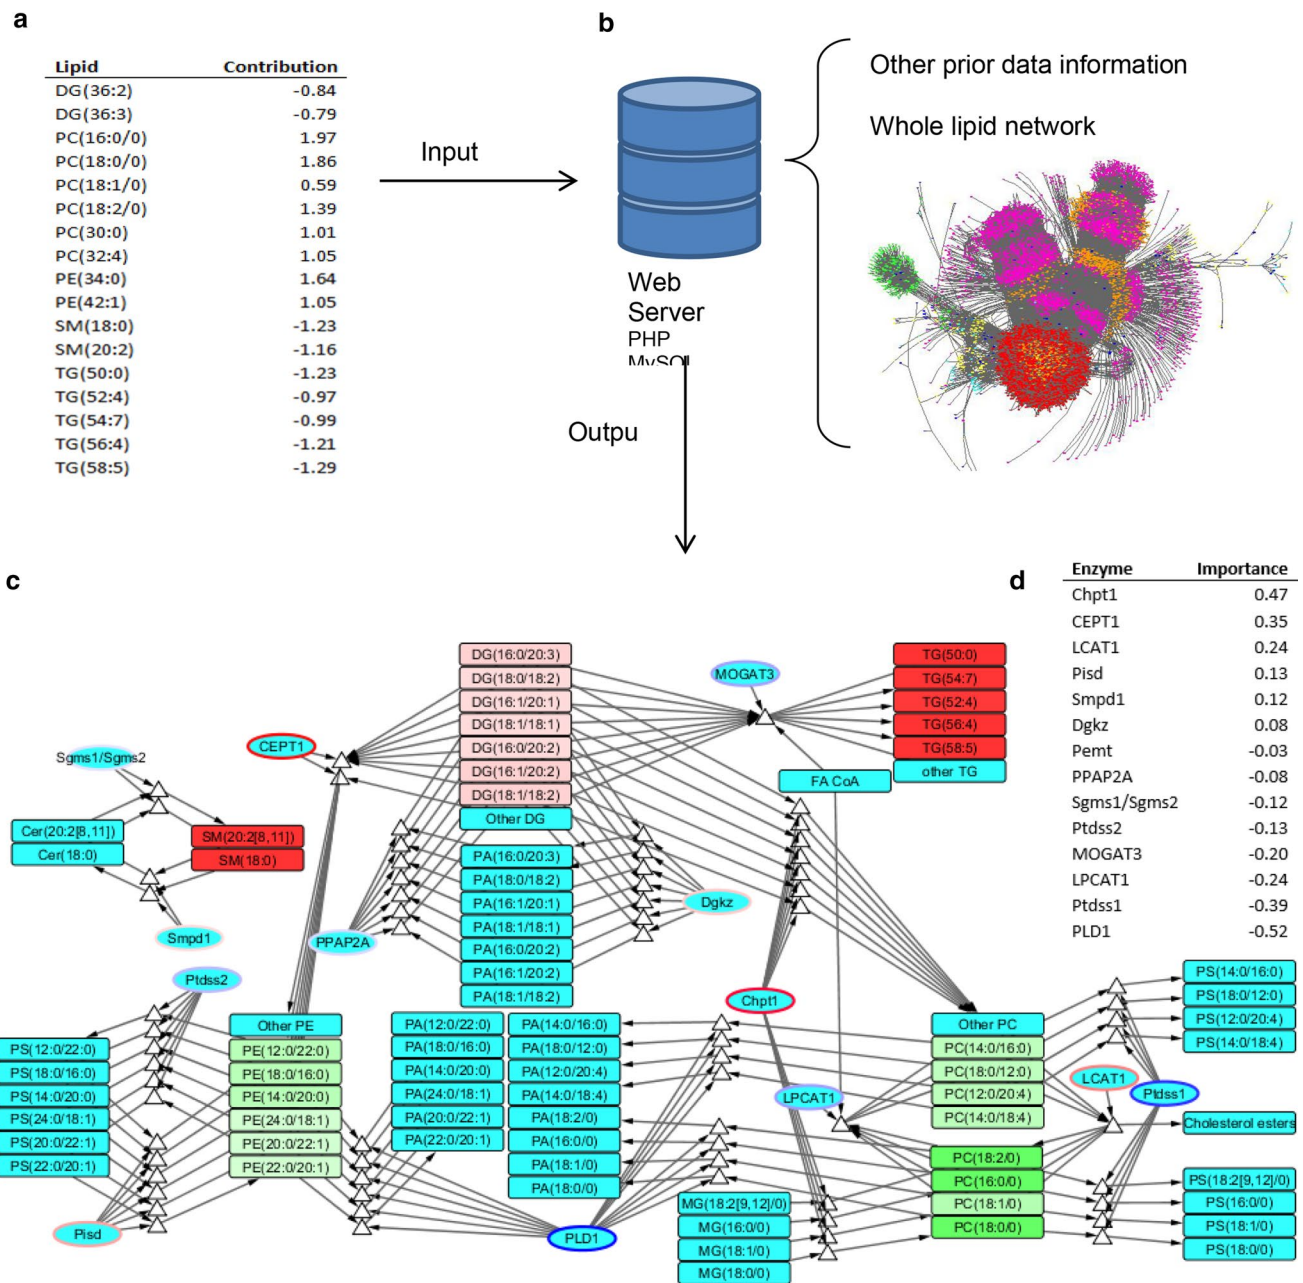 a
Lipid Contribution
DG(36:2) -0.84
DG(36:3) -0.79
PC(16:0/0) 1.97
PC(18:0/0) 1.86
PC(18:1/0) 0.59
PC(18:2/0) 1.39
PC(30:0) 1.01
PC(32:4) 1.05
PE(34:0) 1.64
PE(42:1) 1.05
SM(18:0) -1.23
SM(20:2) -1.16
TG(50:0) -1.23
TG(52:4) -0.97
TG(54:7) -0.99
TG(56:4) -1.21
TG(58:5) -1.29
Input
b
Web
Server
PHP
MySQL
Outpu
Other prior data information
Whole lipid network
c
Sgms1/Sgms2
Cer(20:2[8,11])
Cer(18:0)
SM(20:2[8,11])
SM(18:0)
Smpd1
CEPT1
DG(16:0/20:3)
DG(18:0/18:2)
DG(16:1/20:1)
DG(18:1/18:1)
DG(16:0/20:2)
DG(16:1/20:2)
DG(18:1/18:2)
Other DG
PA(16:0/20:3)
PA(18:0/18:2)
PA(16:1/20:1)
PA(18:1/18:1)
PA(16:0/20:2)
PA(16:1/20:2)
PA(18:1/18:2)
PPAP2A
Dgkz
MOGAT3
TG(50:0)
TG(54:7)
TG(52:4)
TG(56:4)
TG(58:5)
other TG
FA CoA
Ptdss2
PS(12:0/22:0)
PS(18:0/16:0)
PS(14:0/20:0)
PS(24:0/18:1)
PS(20:0/22:1)
PS(22:0/20:1)
Pisd
Other PE
PE(12:0/22:0)
PE(18:0/16:0)
PE(14:0/20:0)
PE(24:0/18:1)
PE(20:0/22:1)
PE(22:0/20:1)
PA(12:0/22:0)
PA(18:0/16:0)
PA(14:0/20:0)
PA(24:0/18:1)
PA(20:0/22:1)
PA(22:0/20:1)
PA(14:0/16:0)
PA(18:0/12:0)
PA(12:0/20:4)
PA(14:0/18:4)
PA(18:2/0)
PA(16:0/0)
PA(18:1/0)
PA(18:0/0)
PLD1
Chpt1
LPCAT1
MG(18:2[9,12]/0)
MG(16:0/0)
MG(18:1/0)
MG(18:0/0)
Other PC
PC(14:0/16:0)
PC(18:0/12:0)
PC(12:0/20:4)
PC(14:0/18:4)
PC(18:2/0)
PC(16:0/0)
PC(18:1/0)
PC(18:0/0)
LCAT1
Ptdss1
PS(14:0/16:0)
PS(18:0/12:0)
PS(12:0/20:4)
PS(14:0/18:4)
Cholesterol esters
PS(18:2[9,12]/0)
PS(16:0/0)
PS(18:1/0)
PS(18:0/0)
d
Enzyme Importance
Chpt1 0.47
CEPT1 0.35
LCAT1 0.24
Pisd 0.13
Smpd1 0.12
Dgkz 0.08
Pemt -0.03
PPAP2A -0.08
Sgms1/Sgms2 -0.12
Ptdss2 -0.13
MOGAT3 -0.20
LPCAT1 -0.24
Ptdss1 -0.39
PLD1 -0.52